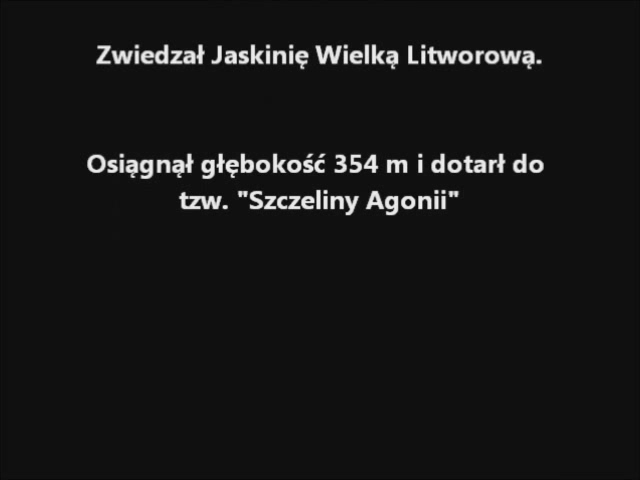 Zwiedzał Jaskinię Wielką Litworową.
Osiągnął głębokość 354 m i dotarł do
tzw. "Szczeliny Agonii"